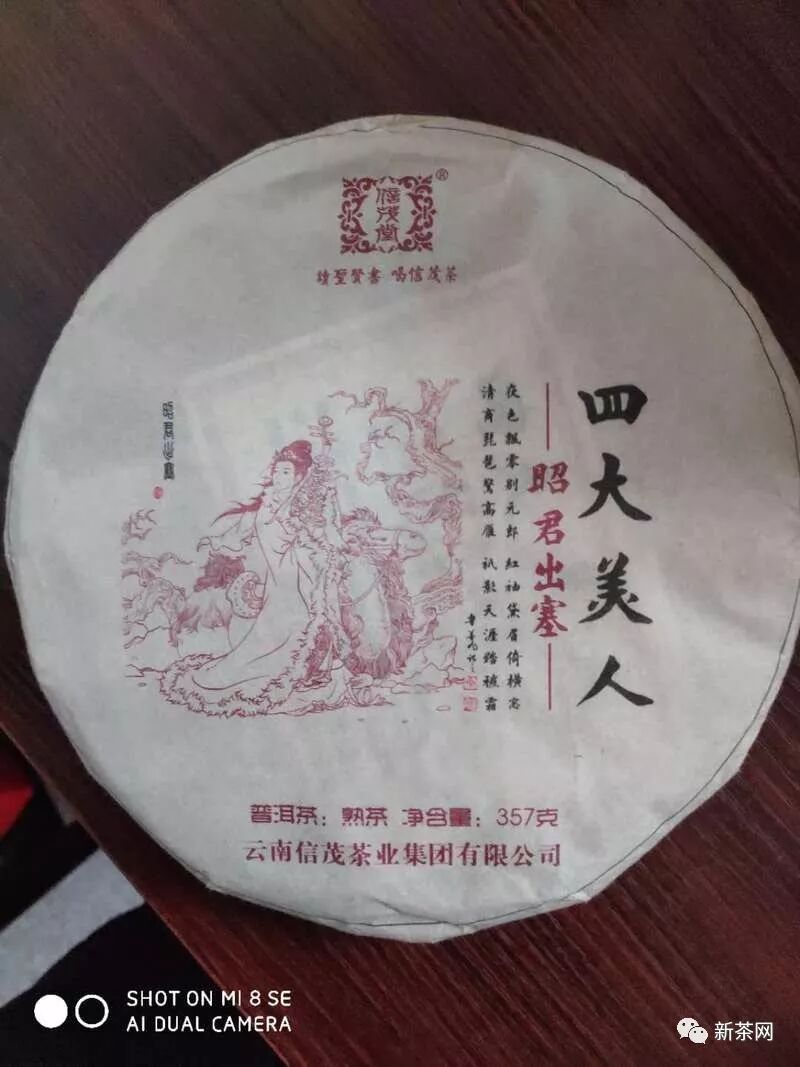 信茂堂®
读圣贤书 喝信茂茶
四大美人
昭君出塞
夜色飘零别元郎 红袖黛眉倚横窗
清商琵琶惊高雁 祇影天涯踏秾霜
昭君出塞
普洱茶：熟茶 净含量：357克
云南信茂茶业集团有限公司
SHOT ON MI 8 SE
AI DUAL CAMERA
新茶网